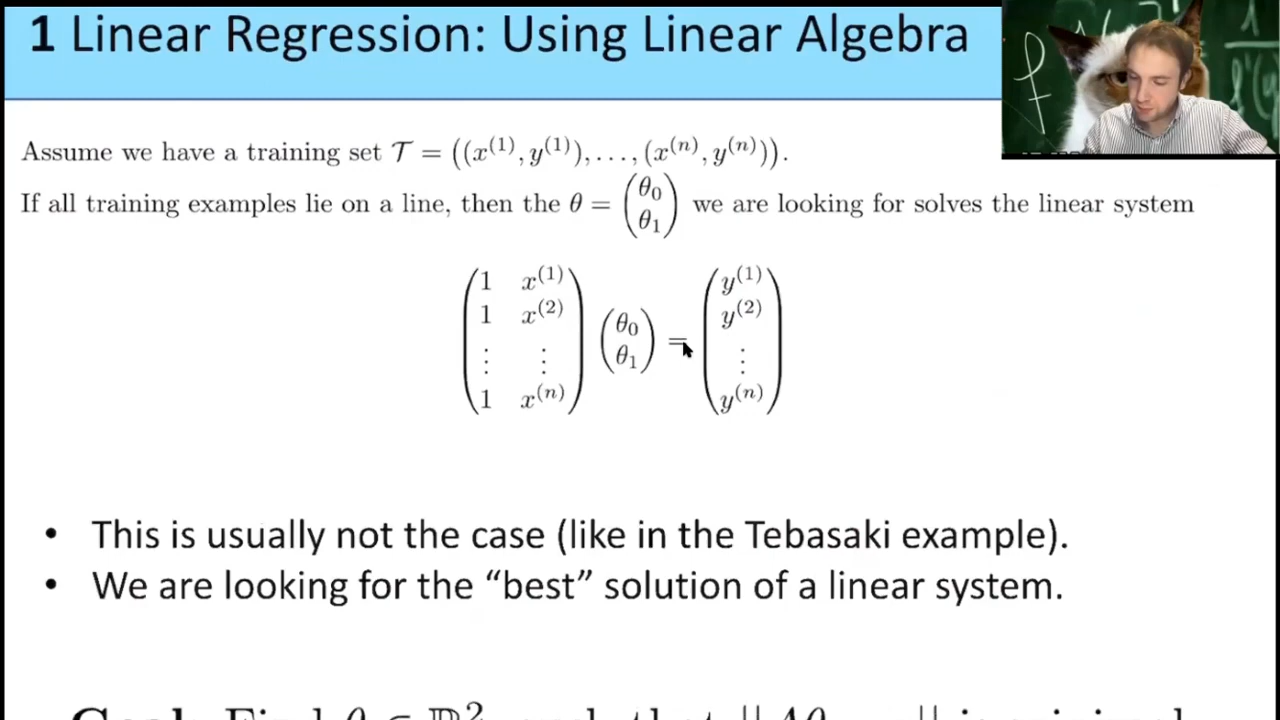 1 Linear Regression: Using Linear Algebra
Assume we have a training set 𝒯 = ((x^(1), y^(1)), …, (x^(n), y^(n))).
If all training examples lie on a line, then the θ = (θ₀ θ₁) we are looking for solves the linear system
1 x^(1)
1 x^(2)
⋮ ⋮
1 x^(n)
θ₀
θ₁
=
y^(1)
y^(2)
⋮
y^(n)
• This is usually not the case (like in the Tebasaki example).
• We are looking for the “best” solution of a linear system.